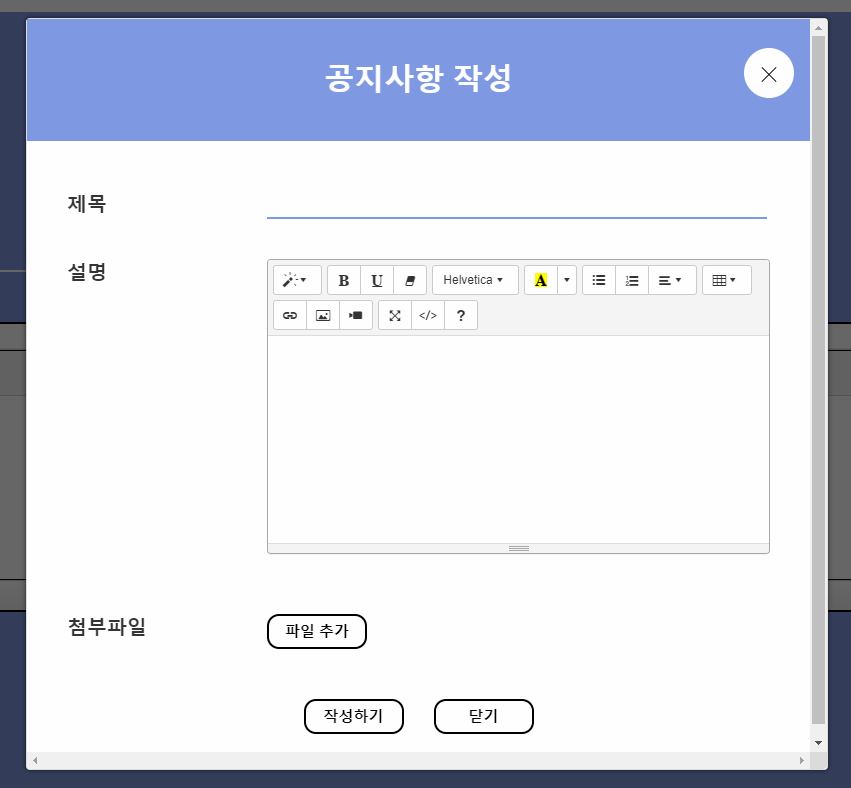 공지사항 작성
제목
설명
B U Helvetica A
</> ?
첨부파일 파일 추가
작성하기 닫기